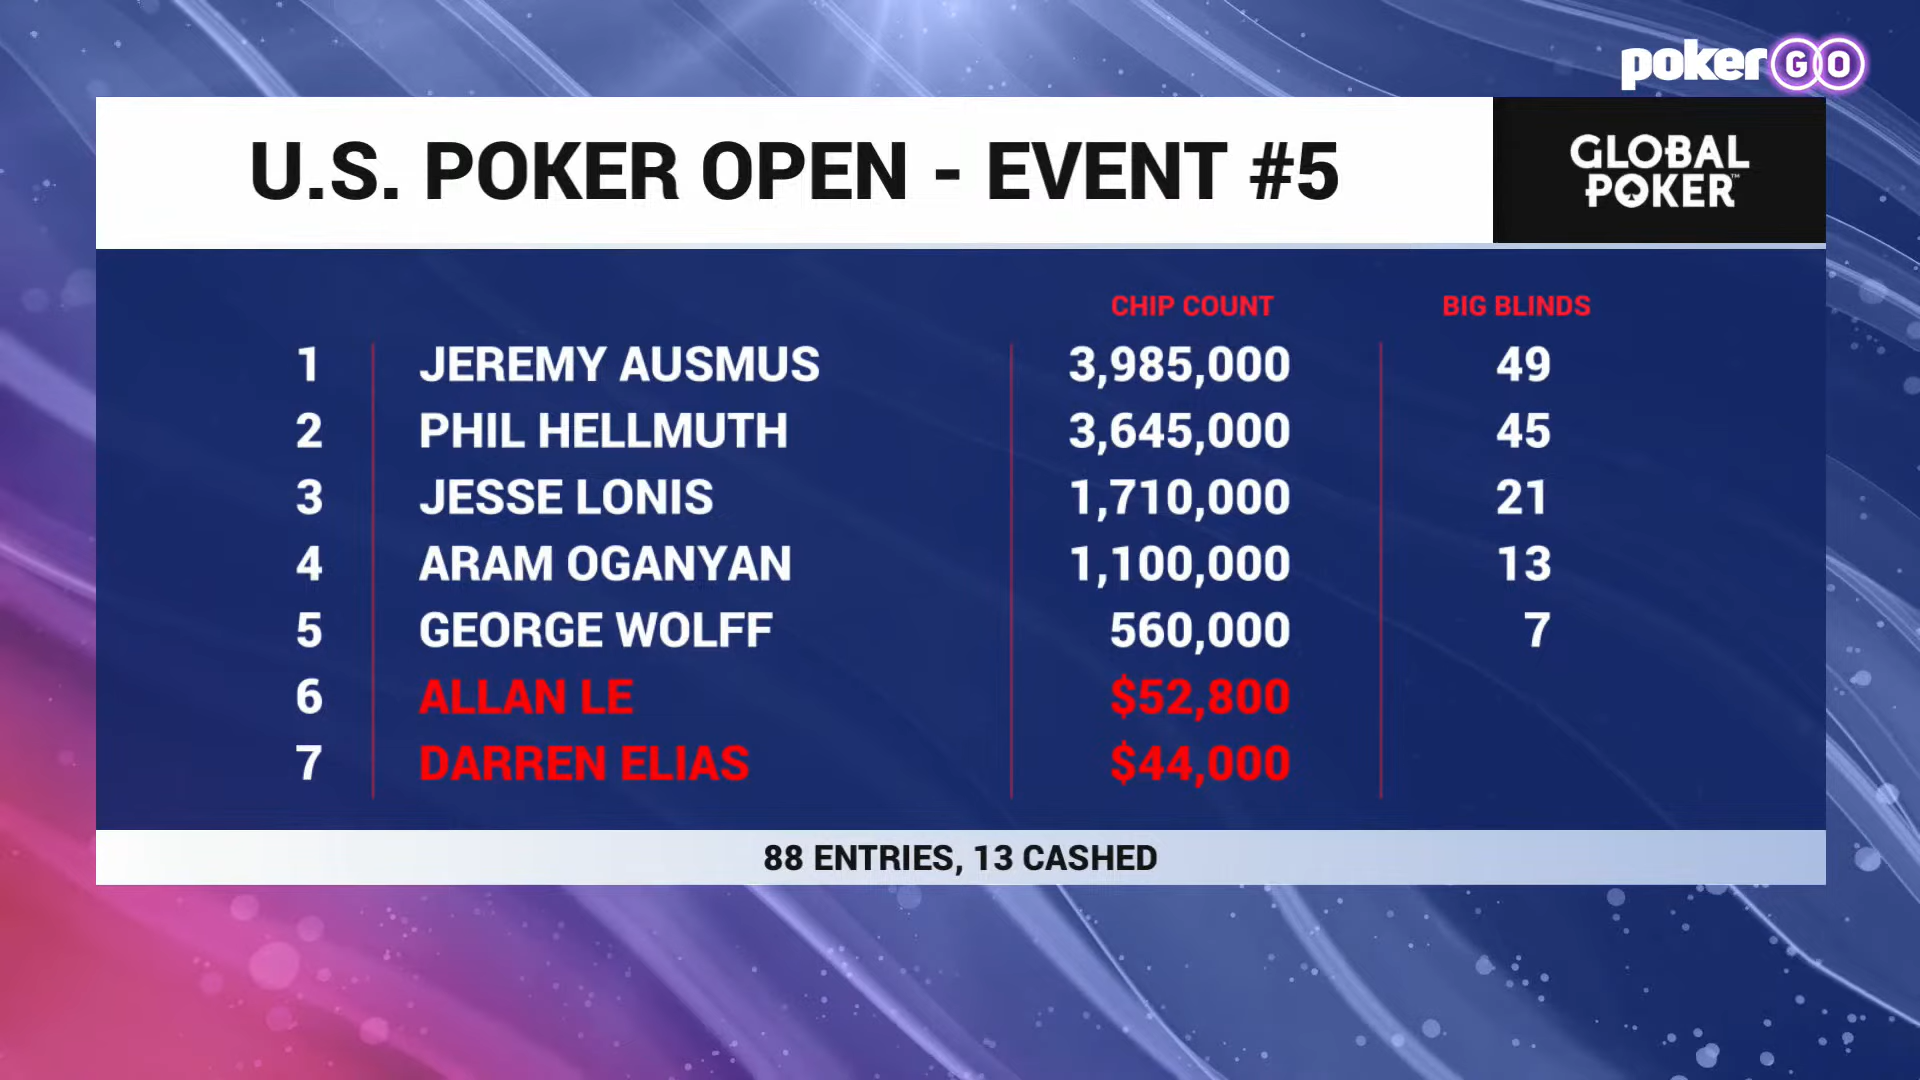 poker GO
U.S. POKER OPEN - EVENT #5
GLOBAL
POKER™
CHIP COUNT BIG BLINDS
1 JEREMY AUSMUS 3,985,000 49
2 PHIL HELLMUTH 3,645,000 45
3 JESSE LONIS 1,710,000 21
4 ARAM OGANYAN 1,100,000 13
5 GEORGE WOLFF 560,000 7
6 ALLAN LE $52,800
7 DARREN ELIAS $44,000
88 ENTRIES, 13 CASHED